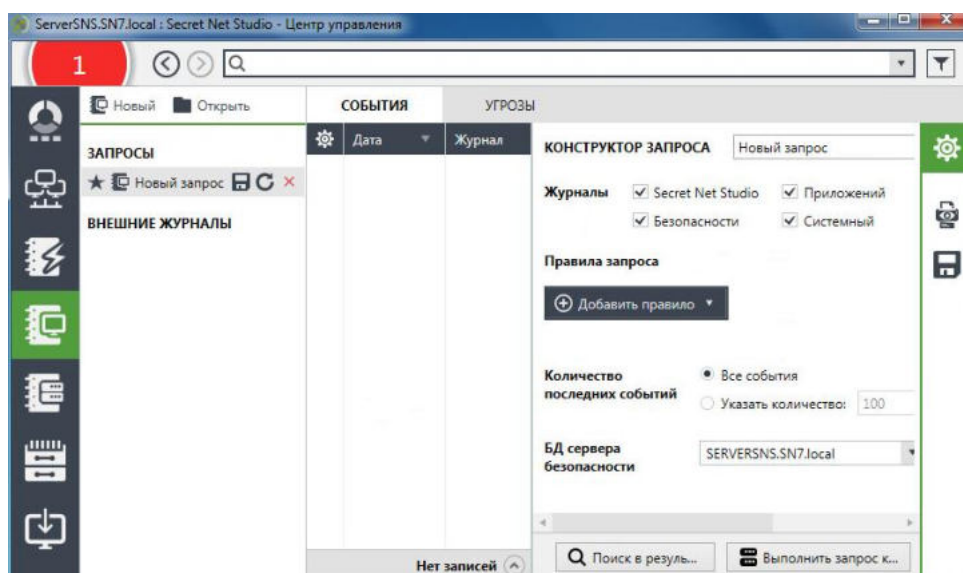 ServerSNS.SN7.local : Secret Net Studio - Центр управления
1
Новый Открыть
ЗАПРОСЫ
Новый запрос
ВНЕШНИЕ ЖУРНАЛЫ
СОБЫТИЯ УГРОЗЫ
Дата Журнал
Нет записей
КОНСТРУКТОР ЗАПРОСА Новый запрос
Журналы Secret Net Studio Приложений
Безопасности Системный
Правила запроса
Добавить правило
Количество последних событий
Все события
Указать количество: 100
БД сервера безопасности
SERVERSNS.SN7.local
Поиск в резуль... Выполнить запрос к...